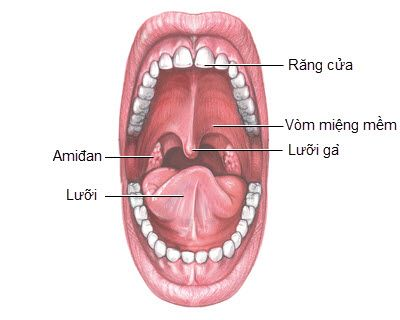 Răng cửa
Vòm miệng mềm
Lưỡi gà
Amiđan
Lưỡi